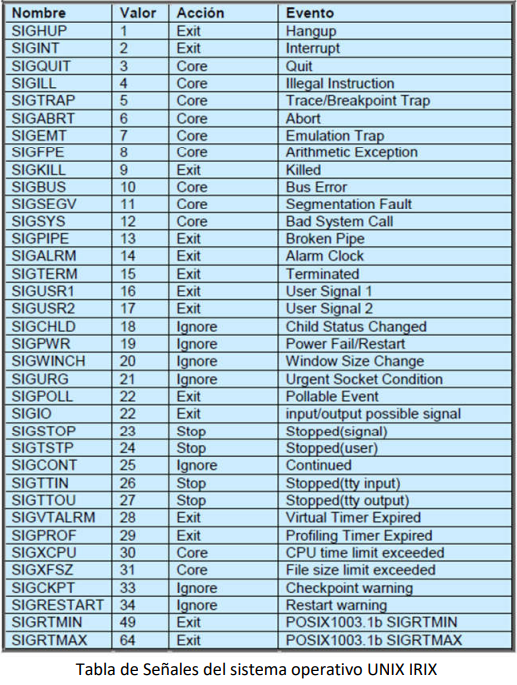 Nombre Valor Acción Evento
SIGHUP 1 Exit Hangup
SIGINT 2 Exit Interrupt
SIGQUIT 3 Core Quit
SIGILL 4 Core Illegal Instruction
SIGTRAP 5 Core Trace/Breakpoint Trap
SIGABRT 6 Core Abort
SIGEMT 7 Core Emulation Trap
SIGFPE 8 Core Arithmetic Exception
SIGKILL 9 Exit Killed
SIGBUS 10 Core Bus Error
SIGSEGV 11 Core Segmentation Fault
SIGSYS 12 Core Bad System Call
SIGPIPE 13 Exit Broken Pipe
SIGALRM 14 Exit Alarm Clock
SIGTERM 15 Exit Terminated
SIGUSR1 16 Exit User Signal 1
SIGUSR2 17 Exit User Signal 2
SIGCHLD 18 Ignore Child Status Changed
SIGPWR 19 Ignore Power Fail/Restart
SIGWINCH 20 Ignore Window Size Change
SIGURG 21 Ignore Urgent Socket Condition
SIGPOLL 22 Exit Pollable Event
SIGIO 22 Exit input/output possible signal
SIGSTOP 23 Stop Stopped(signal)
SIGTSTP 24 Stop Stopped(user)
SIGCONT 25 Ignore Continued
SIGTTIN 26 Stop Stopped(tty input)
SIGTTOU 27 Stop Stopped(tty output)
SIGVTALRM 28 Exit Virtual Timer Expired
SIGPROF 29 Exit Profiling Timer Expired
SIGXCPU 30 Core CPU time limit exceeded
SIGXFSZ 31 Core File size limit exceeded
SIGCKPT 33 Ignore Checkpoint warning
SIGRESTART 34 Ignore Restart warning
SIGRTMIN 49 Exit POSIX1003.1b SIGRTMIN
SIGRTMAX 64 Exit POSIX1003.1b SIGRTMAX
Tabla de Señales del sistema operativo UNIX IRIX